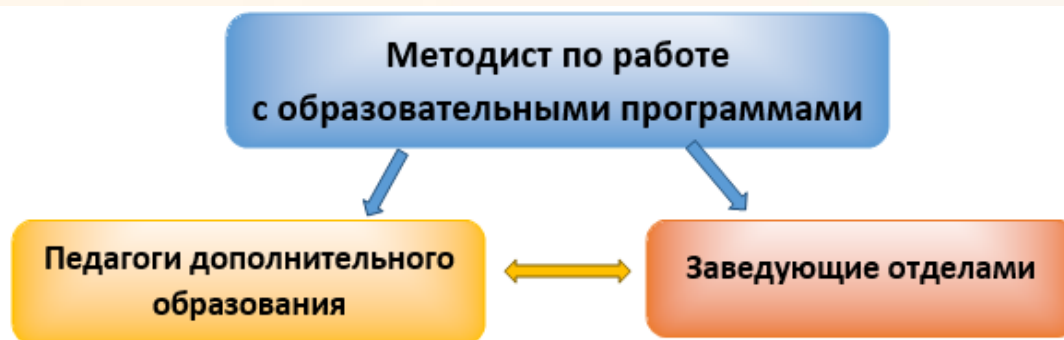 Методист по работе
с образовательными программами
Педагоги дополнительного
образования
Заведующие отделами